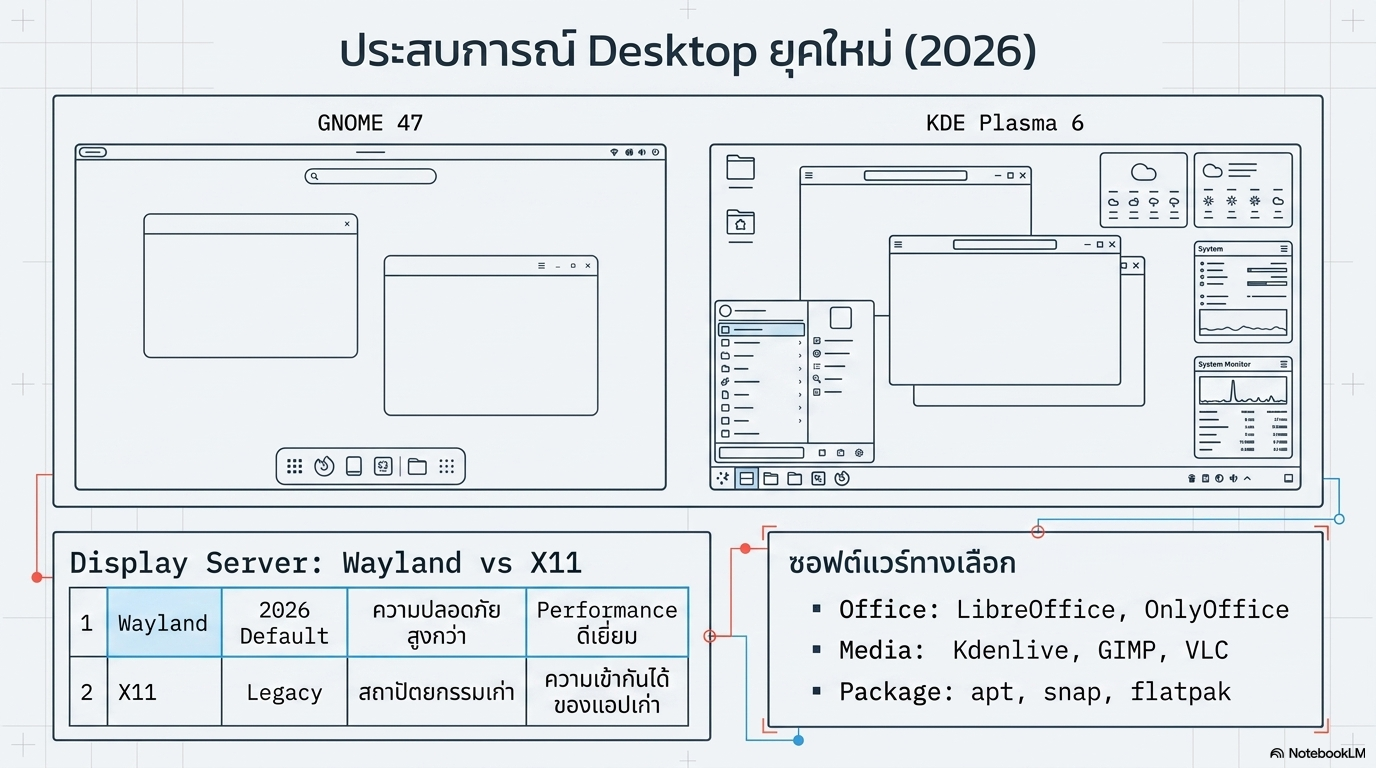 ประสบการณ์ Desktop ยุคใหม่ (2026)
GNOME 47
KDE Plasma 6
Syvtem
System Monitor
Display Server: Wayland vs X11
1
Wayland
2026
Default
ความปลอดภัย
สูงกว่า
Performance
ดีเยี่ยม
2
X11
Legacy
สถาปัตยกรรมเก่า
ความเข้ากันได้
ของแอปเก่า
ซอฟต์แวร์ทางเลือก
▪ Office: LibreOffice, OnlyOffice
▪ Media: Kdenlive, GIMP, VLC
▪ Package: apt, snap, flatpak
NotebookLM